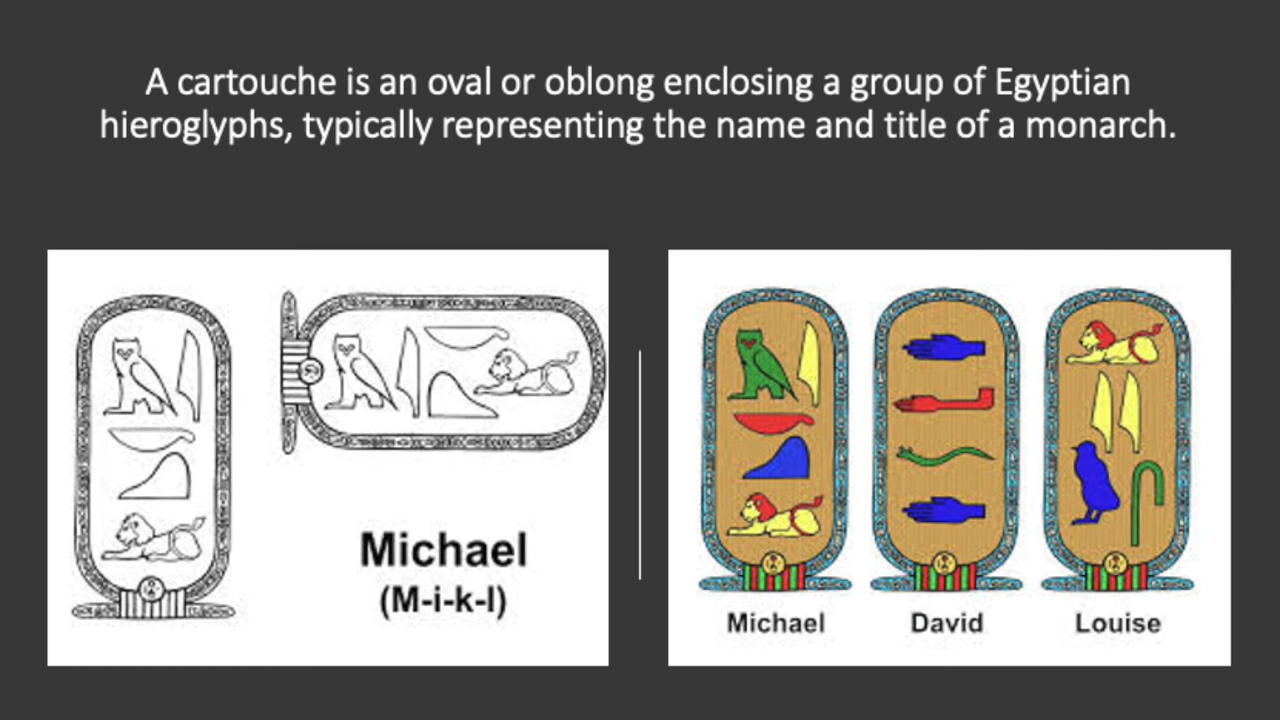 A cartouche is an oval or oblong enclosing a group of Egyptian
hieroglyphs, typically representing the name and title of a monarch.
Michael
(M-i-k-l)
Michael
David
Louise